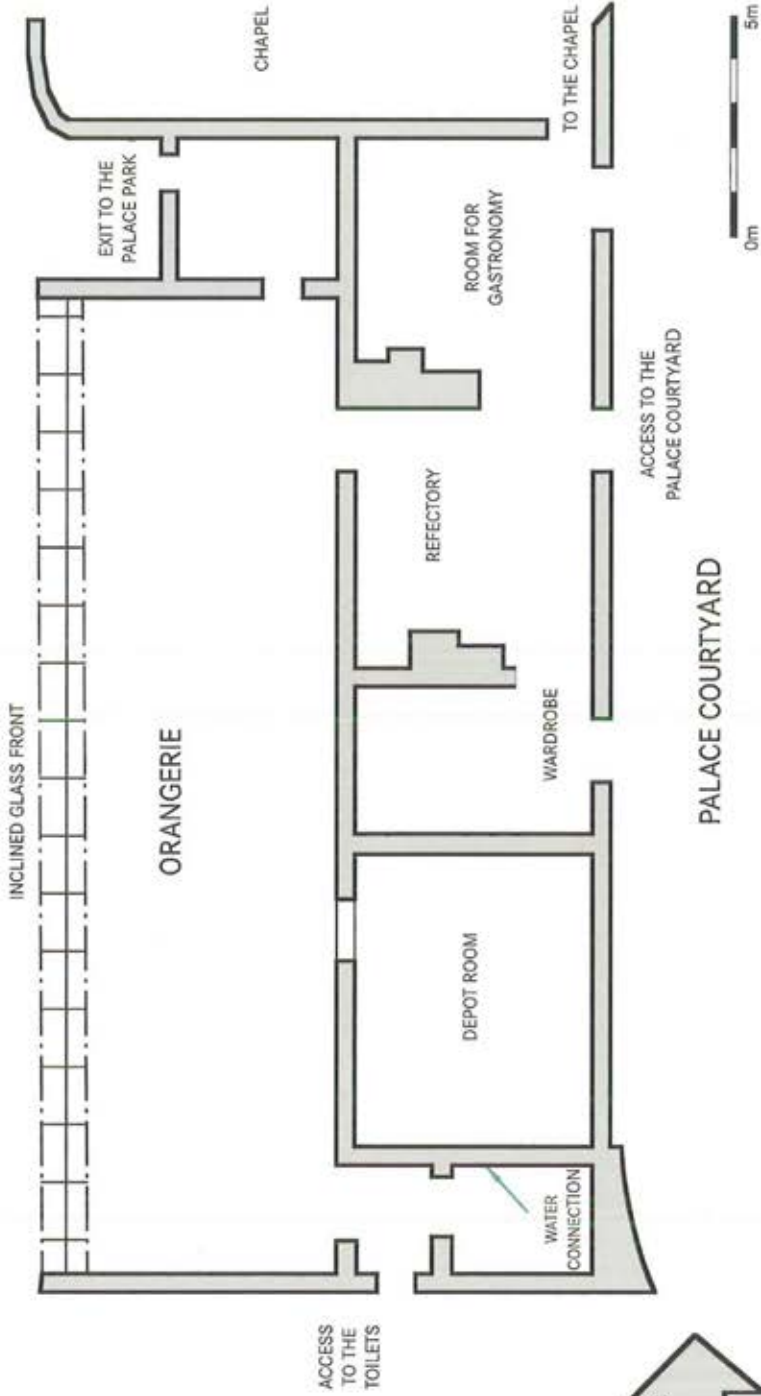 INCLINED GLASS FRONT
EXIT TO THE
PALACE PARK
CHAPEL
ORANGERIE
ACCESS
TO THE
TOILETS
DEPOT ROOM
REFECTORY
ROOM FOR
GASTRONOMY
WATER
CONNECTION
WARDROBE
TO THE CHAPEL
ACCESS TO THE
PALACE COURTYARD
PALACE COURTYARD
0m
5m